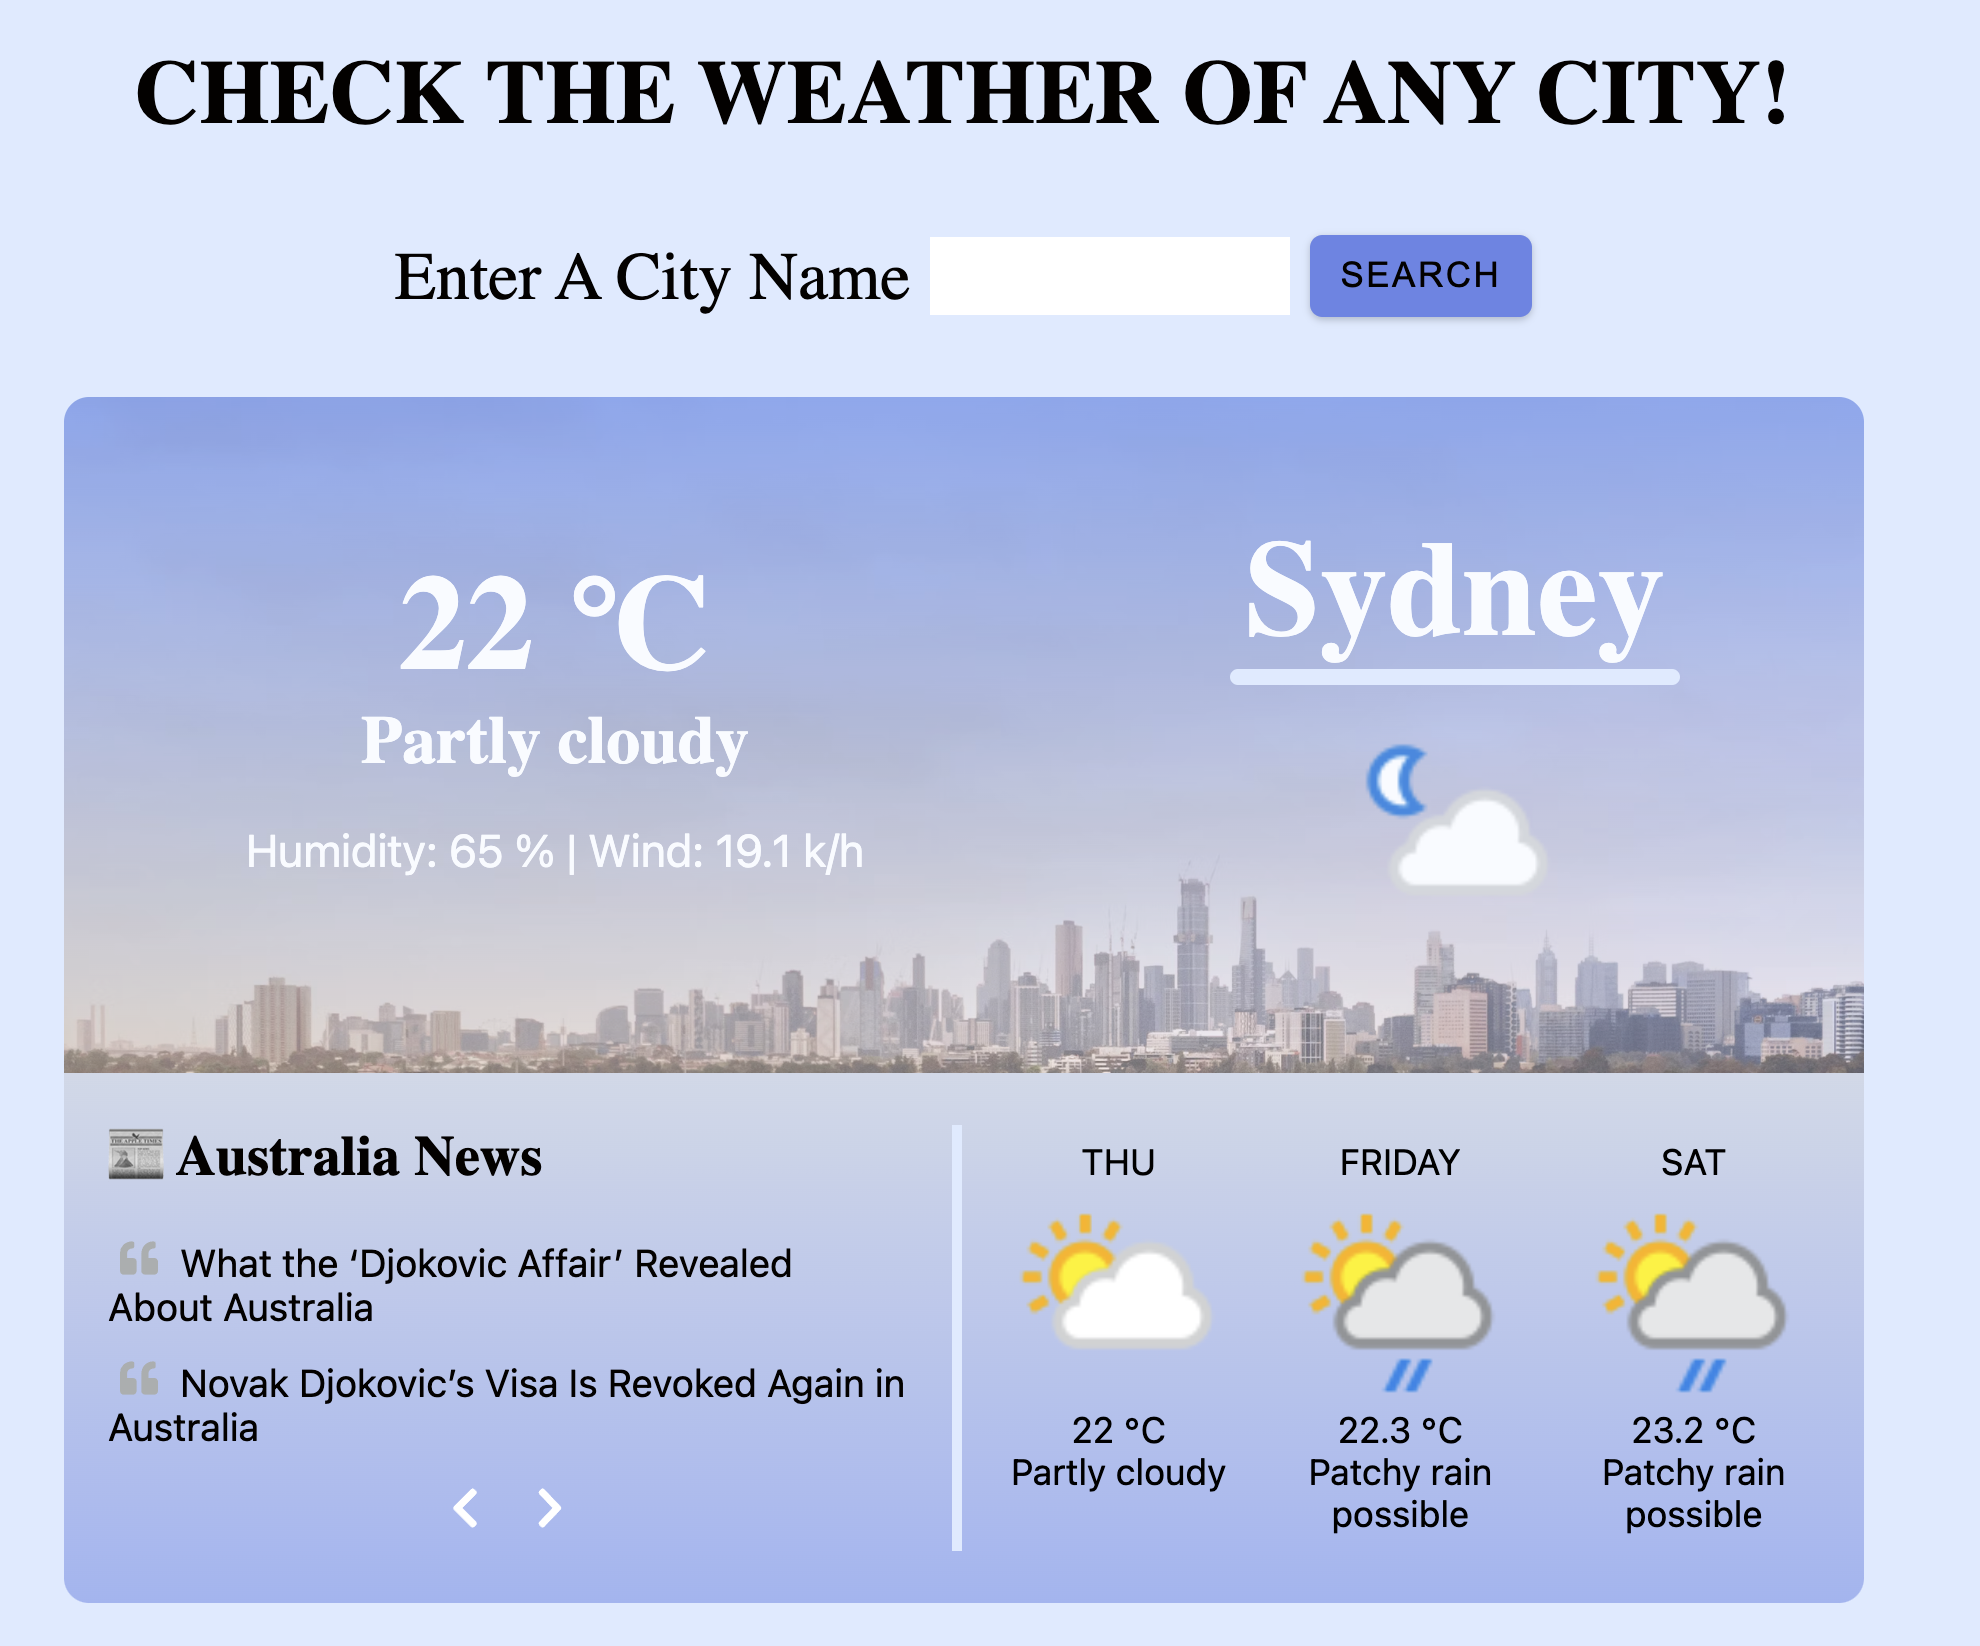 CHECK THE WEATHER OF ANY CITY!
Enter A City Name
SEARCH
22 °C
Partly cloudy
Humidity: 65 % | Wind: 19.1 k/h
Sydney
Australia News
What the ‘Djokovic Affair’ Revealed
About Australia
Novak Djokovic’s Visa Is Revoked Again in
Australia
THU
22 °C
Partly cloudy
FRIDAY
22.3 °C
Patchy rain
possible
SAT
23.2 °C
Patchy rain
possible